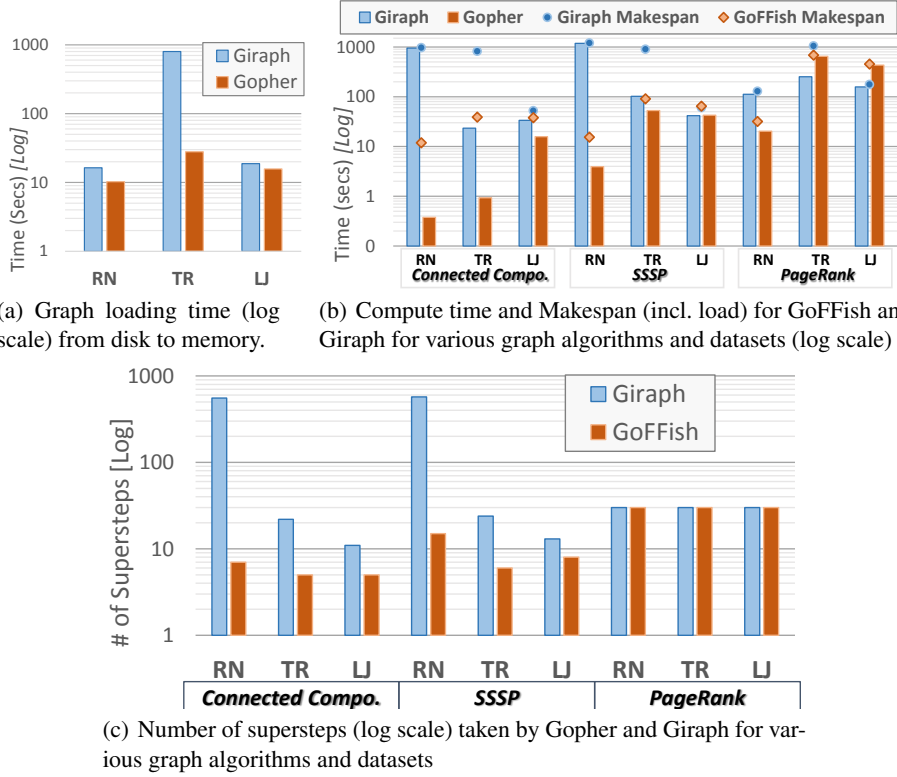 Giraph Gopher Giraph Makespan GoFFish Makespan
Time (Secs) [Log]
1000
100
10
1
Giraph
Gopher
RN TR LJ
Time (secs) [Log]
1000
100
10
1
0
RN TR LJ RN TR LJ RN TR LJ
Connected Compo. SSSP PageRank
(a) Graph loading time (log
scale) from disk to memory.
(b) Compute time and Makespan (incl. load) for GoFFish an
Giraph for various graph algorithms and datasets (log scale)
# of Supersteps [Log]
1000
100
10
1
Giraph
GoFFish
RN TR LJ RN TR LJ RN TR LJ
Connected Compo. SSSP PageRank
(c) Number of supersteps (log scale) taken by Gopher and Giraph for var-
ious graph algorithms and datasets